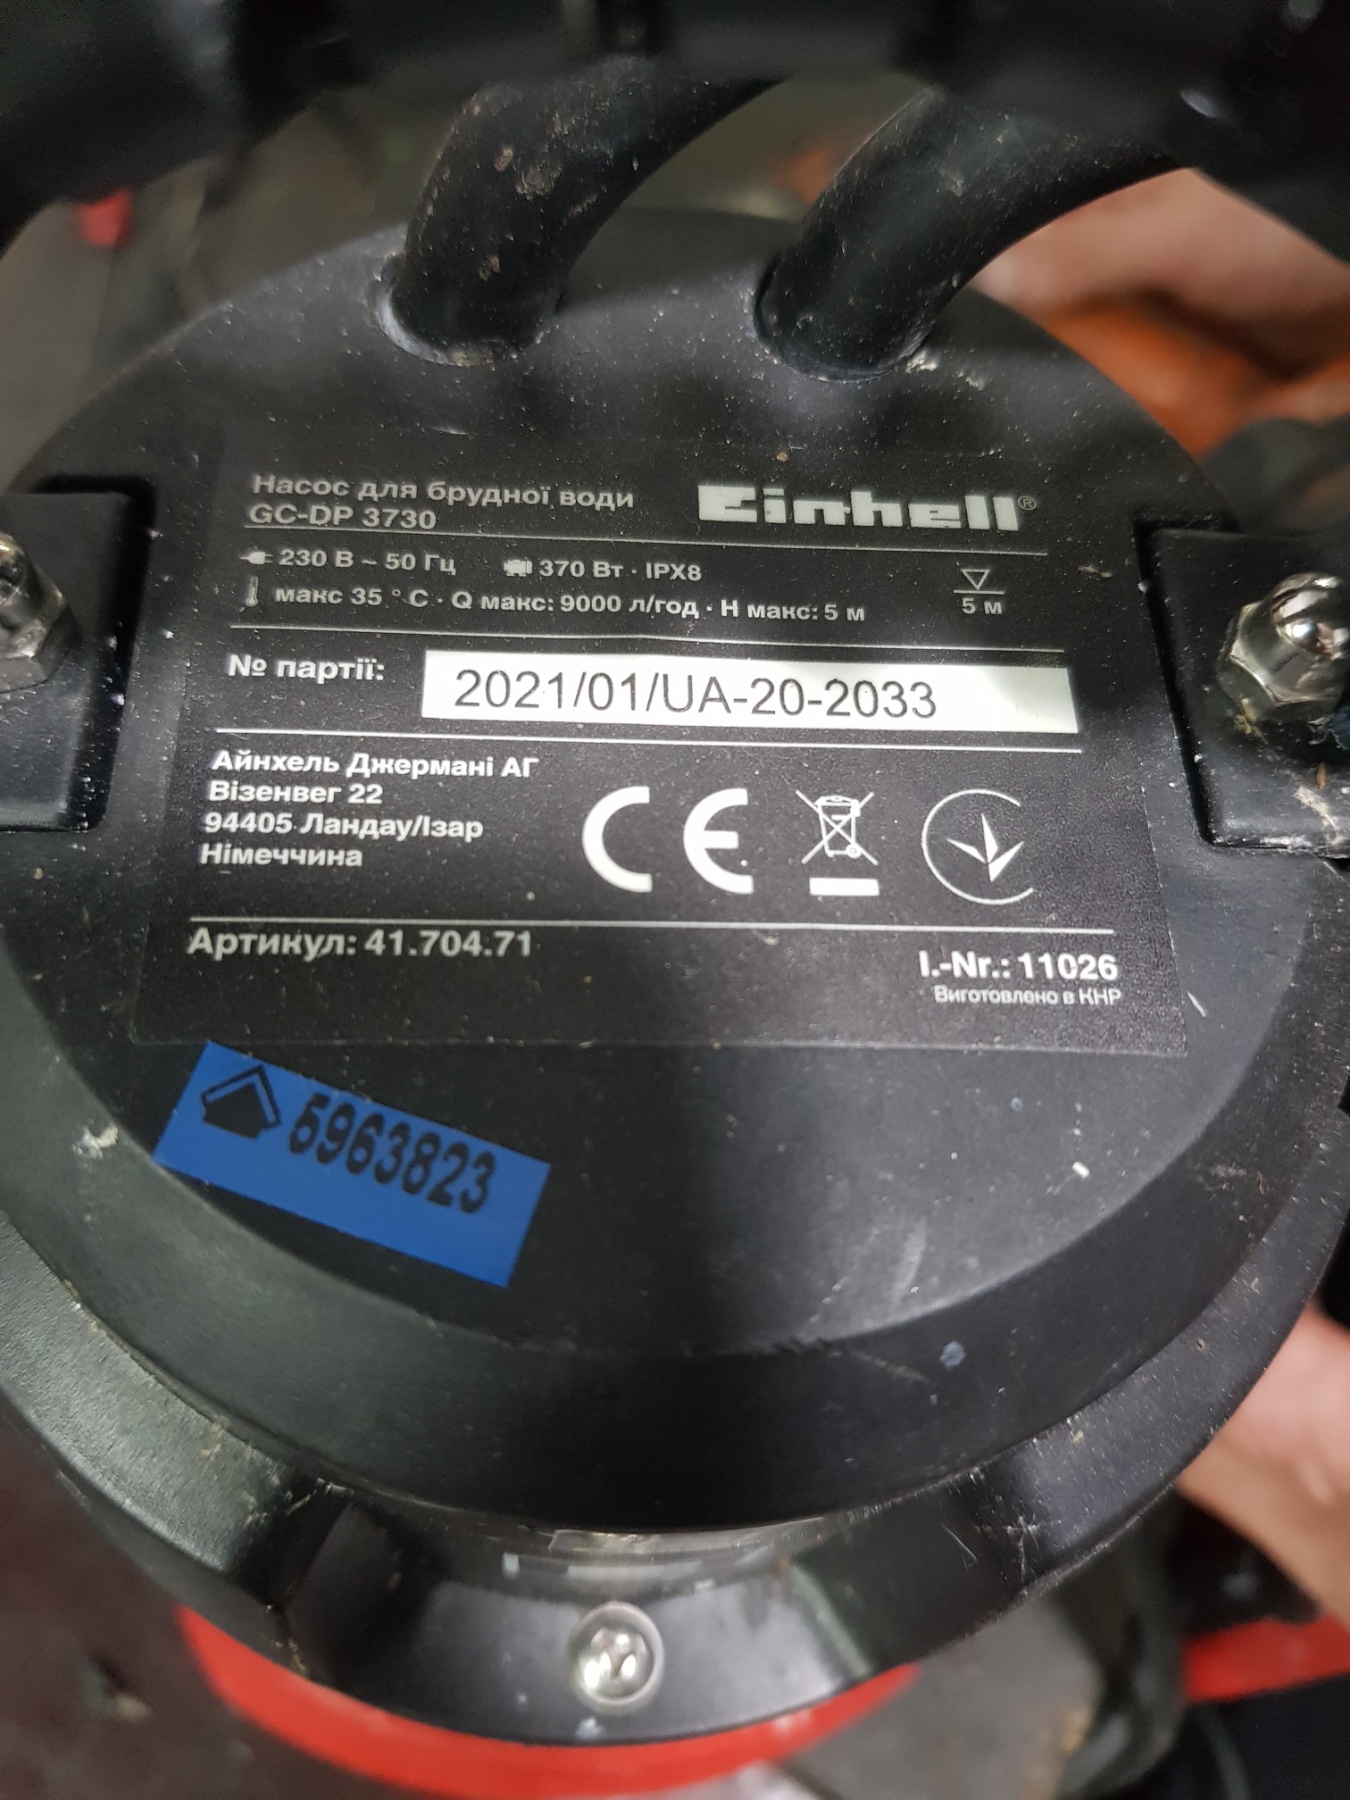 Насос для брудної води
GC-DP 3730
Einhell®
230 В ~ 50 Гц 370 Вт · IPX8
макс 35 ° C · Q макс: 9000 л/год · H макс: 5 м
5 м
№ партії:
2021/01/UA-20-2033
Айнхель Джермані АГ
Візенвег 22
94405 Ландау/Ізар
Німеччина
CE
Артикул: 41.704.71
I.-Nr.: 11026
Виготовлено в КНР
5963823